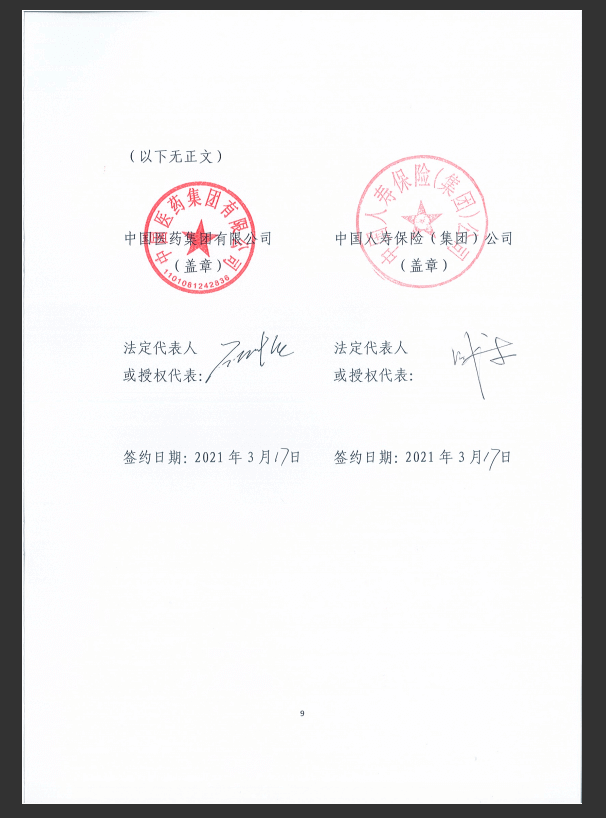 （以下无正文）
中国医药集团有限公司
中国人寿保险（集团）公司
（盖章）
（盖章）
中国医药集团有限公司
1101081242836
中国人寿保险(集团)公司
法定代表人
或授权代表：
法定代表人
或授权代表：
签约日期：2021 年 3 月 17 日
签约日期：2021 年 3 月 17 日
9